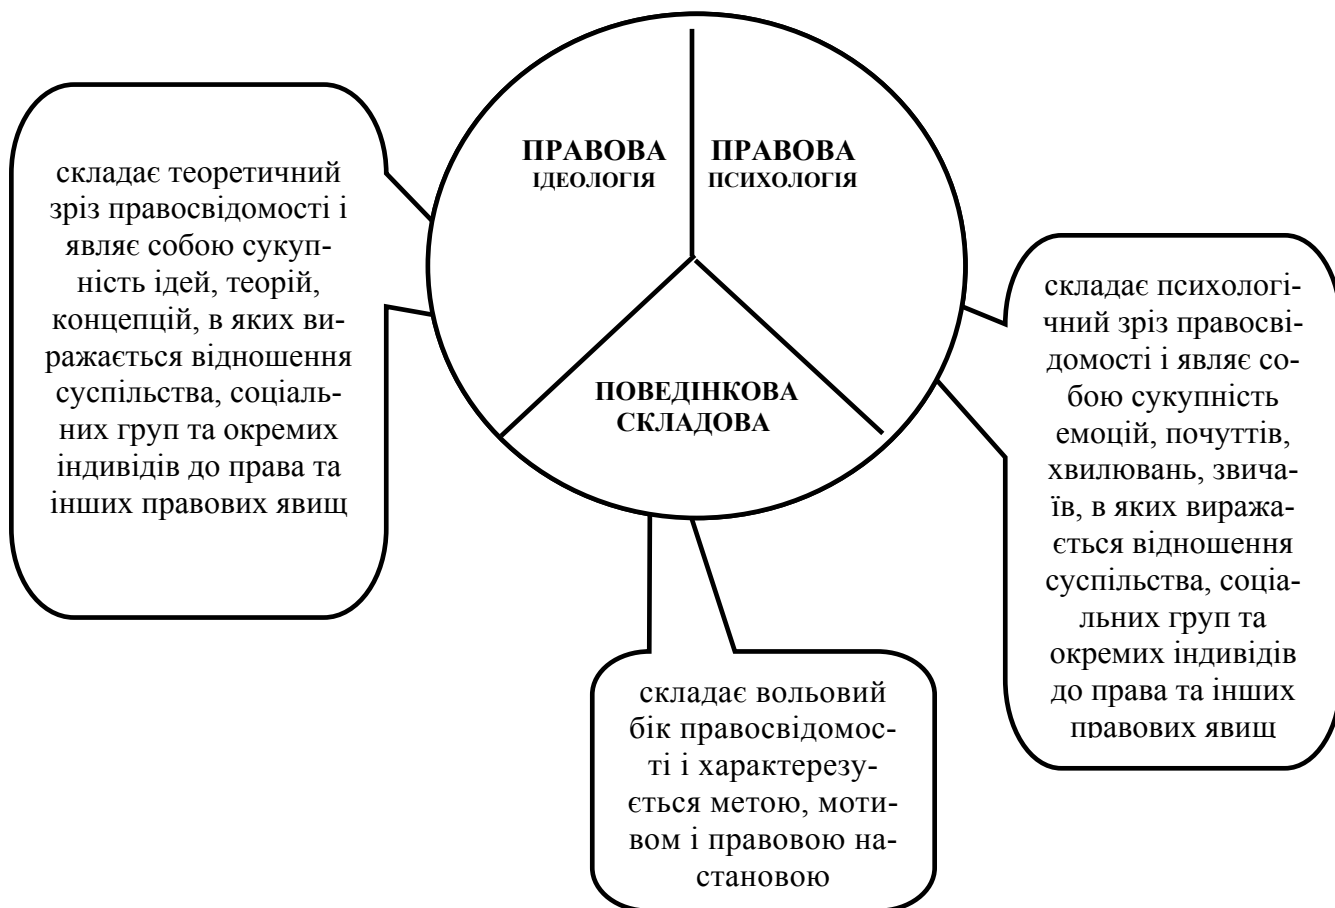 ПРАВОВА
ІДЕОЛОГІЯ
ПРАВОВА
ПСИХОЛОГІЯ
ПОВЕДІНКОВА
СКЛАДОВА
складає теоретичний
зріз правосвідомості і
являє собою сукуп-
ність ідей, теорій,
концепцій, в яких ви-
ражається відношення
суспільства, соціаль-
них груп та окремих
індивідів до права та
інших правових явищ
складає психологі-
чний зріз правосві-
домості і являє со-
бою сукупність
емоцій, почуттів,
хвилювань, звича-
їв, в яких виража-
ється відношення
суспільства, соціа-
льних груп та
окремих індивідів
до права та інших
правових явищ
складає вольовий
бік правосвідомос-
ті і характерезу-
ється метою, моти-
вом і правовою на-
становою